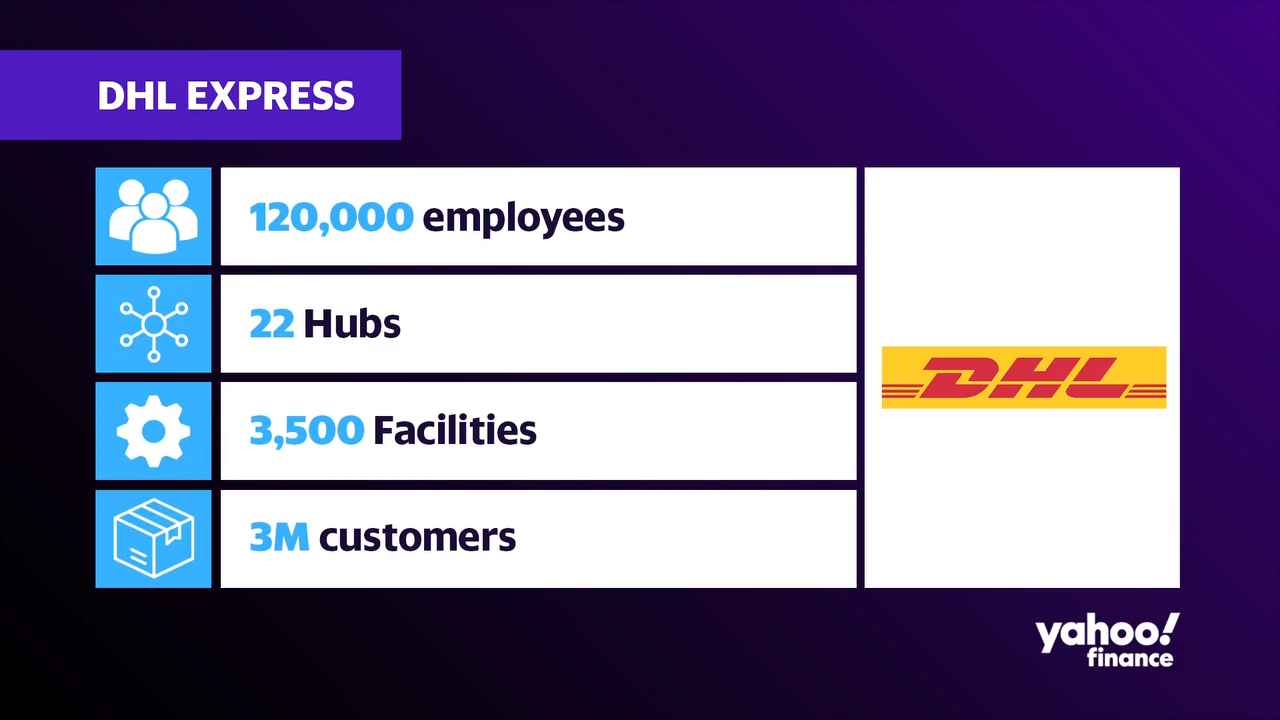 DHL EXPRESS
120,000 employees
22 Hubs
3,500 Facilities
3M customers
DHL
yahoo!
finance